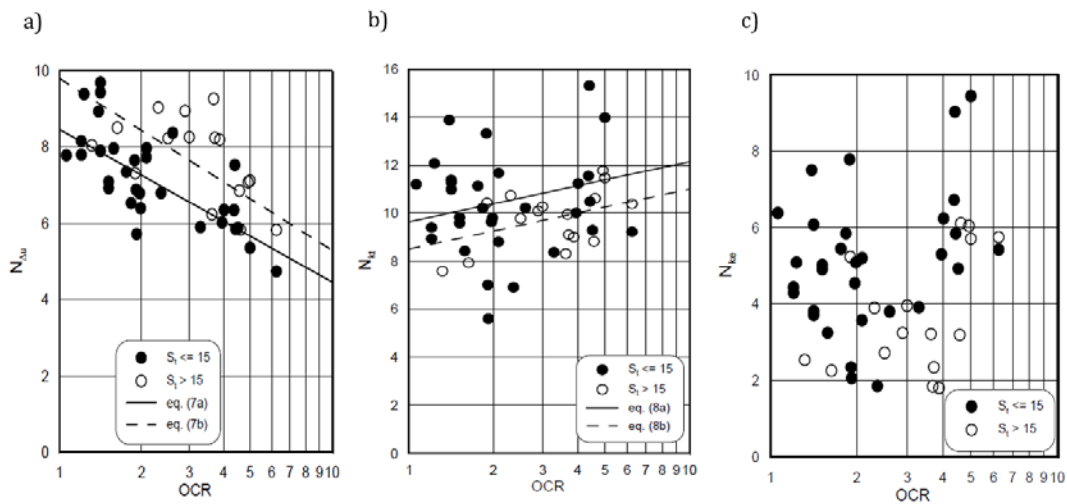 a)
10
8
6
4
2
0
N∆u
St <= 15
St > 15
eq. (7a)
eq. (7b)
1 2 3 4 5 6 7 8 9 10
OCR
b)
16
14
12
10
8
6
4
2
0
Nkt
St <= 15
St > 15
eq. (8a)
eq. (8b)
1 2 3 4 5 6 7 8 9 10
OCR
c)
10
8
6
4
2
0
Nke
St <= 15
St > 15
1 2 3 4 5 6 7 8 9 10
OCR